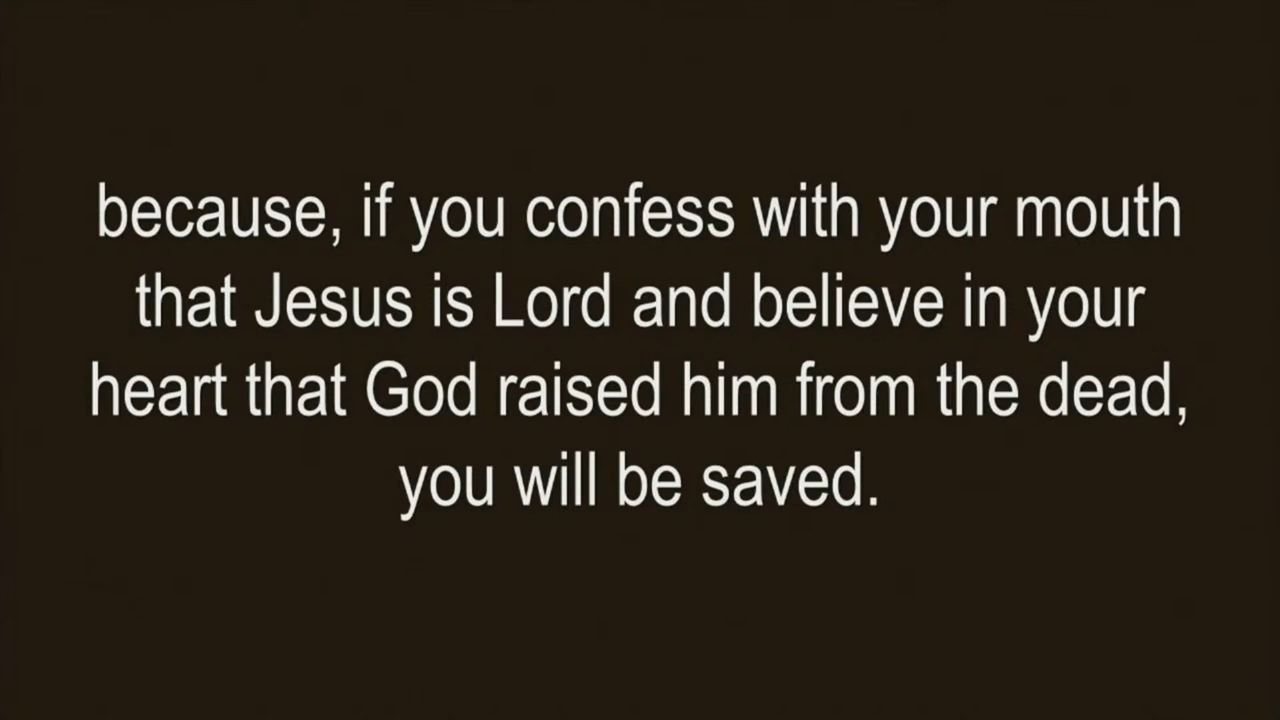 because, if you confess with your mouth
that Jesus is Lord and believe in your
heart that God raised him from the dead,
you will be saved.